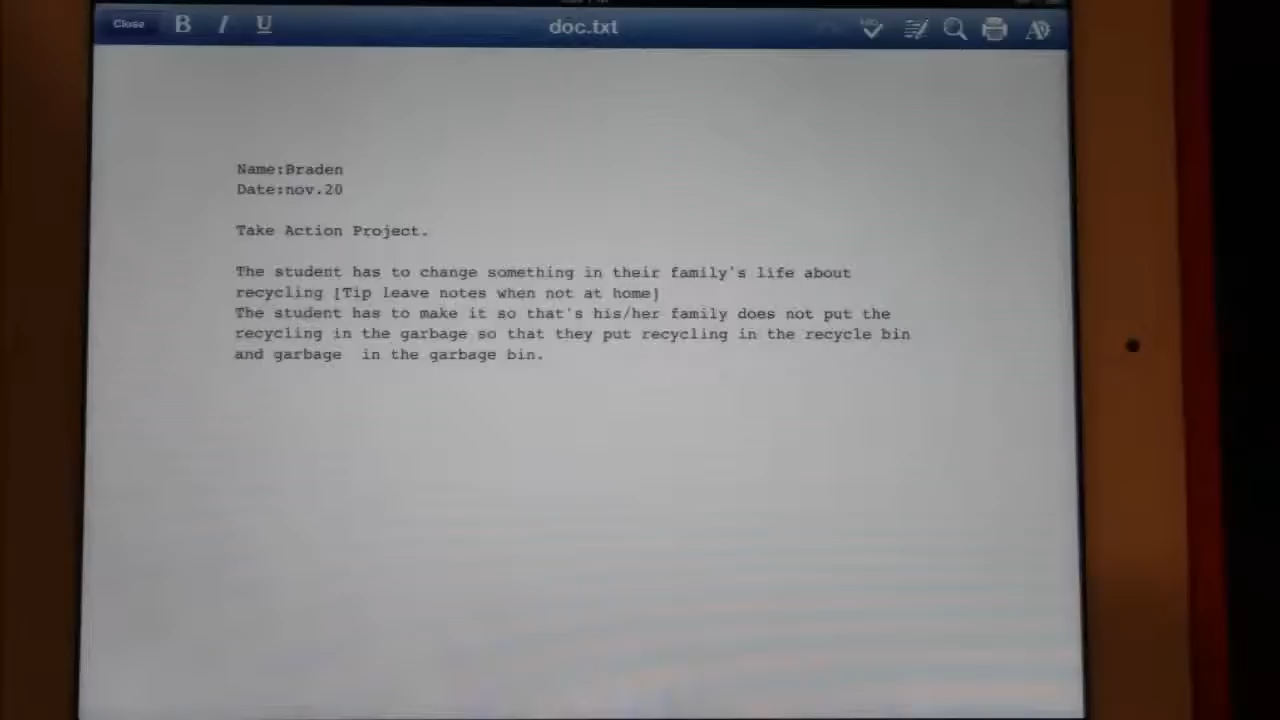 Close B I U doc.txt
Name:Braden
Date:nov.20
Take Action Project.
The student has to change something in their family's life about
recycling [Tip leave notes when not at home]
The student has to make it so that's his/her family does not put the
recycling in the garbage so that they put recycling in the recycle bin
and garbage  in the garbage bin.